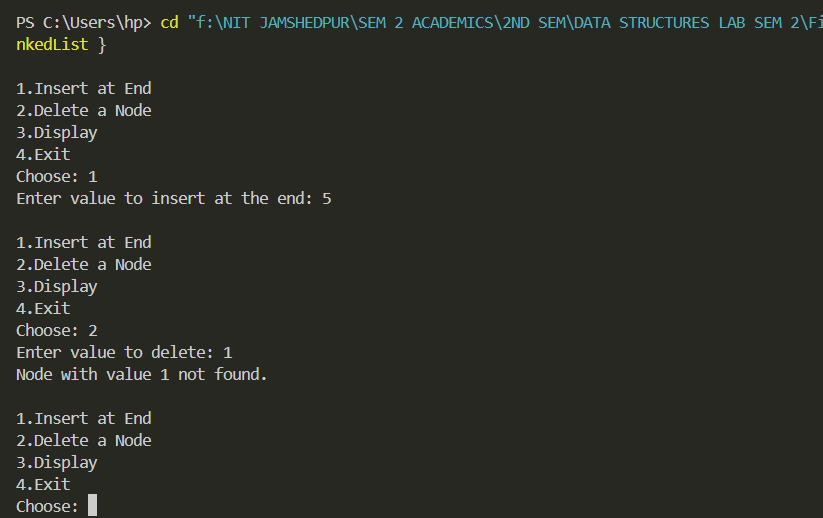 PS C:\Users\hp> cd "f:\NIT JAMSHEDPUR\SEM 2 ACADEMICS\2ND SEM\DATA STRUCTURES LAB SEM 2\Fi
nkedList }
1.Insert at End
2.Delete a Node
3.Display
4.Exit
Choose: 1
Enter value to insert at the end: 5
1.Insert at End
2.Delete a Node
3.Display
4.Exit
Choose: 2
Enter value to delete: 1
Node with value 1 not found.
1.Insert at End
2.Delete a Node
3.Display
4.Exit
Choose: